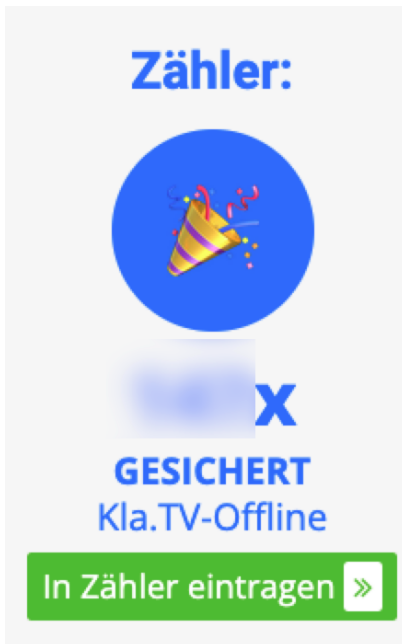 Zähler:
x
GESICHERT
Kla.TV-Offline
In Zähler eintragen »